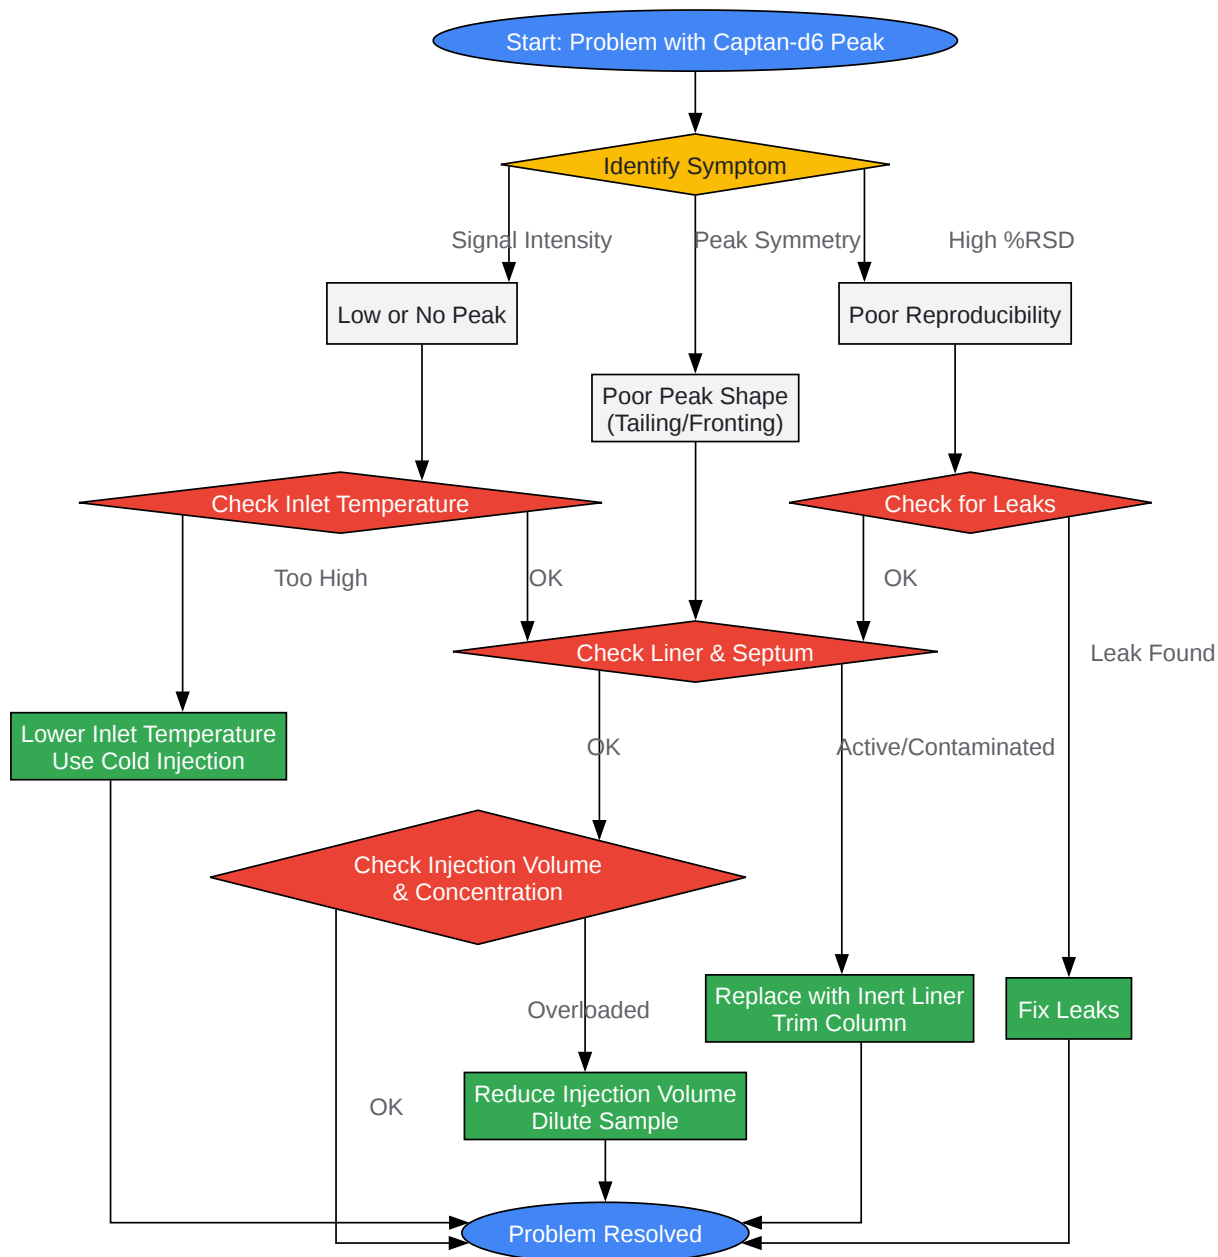 Start: Problem with Captan-d6 Peak
Identify Symptom
Signal Intensity
Peak Symmetry
High %RSD
Low or No Peak
Poor Reproducibility
Poor Peak Shape
(Tailing/Fronting)
Check Inlet Temperature
Check for Leaks
Too High
OK
OK
Check Liner & Septum
Leak Found
Lower Inlet Temperature
Use Cold Injection
OK
Active/Contaminated
Check Injection Volume
& Concentration
Overloaded
Replace with Inert Liner
Trim Column
Fix Leaks
OK
Reduce Injection Volume
Dilute Sample
Problem Resolved